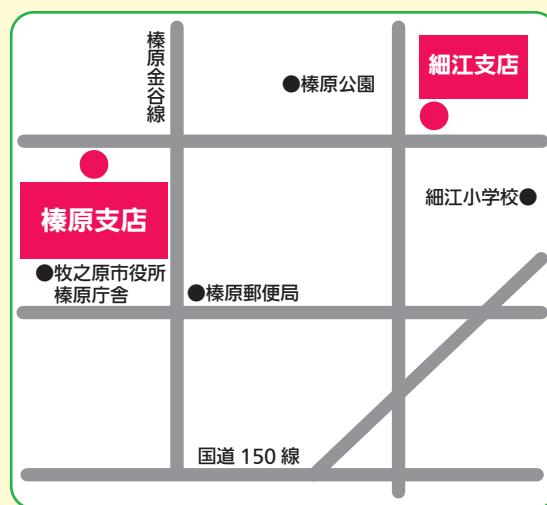 榛原金谷線
細江支店
●榛原公園
細江小学校●
榛原支店
●牧之原市役所
榛原庁舎
●榛原郵便局
国道 150 線